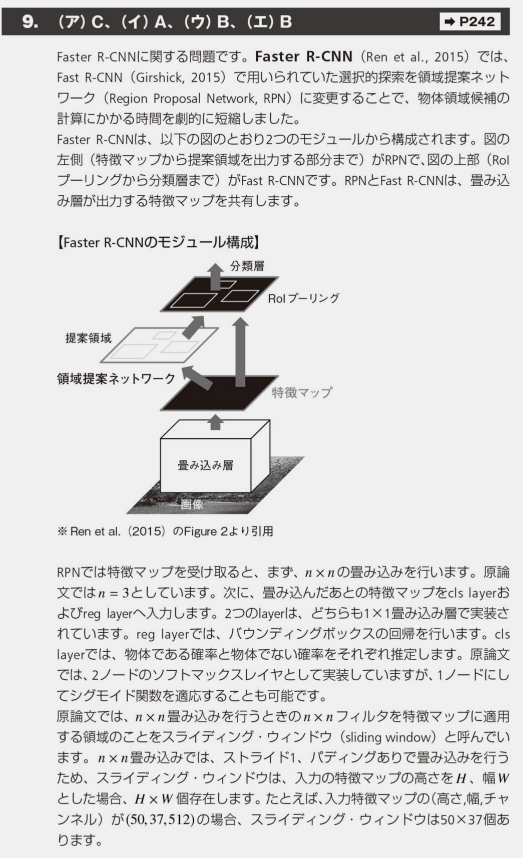 9. (ア) C、(イ) A、(ウ) B、(エ) B
➡ P242
Faster R-CNNに関する問題です。Faster R-CNN（Ren et al., 2015）では、
Fast R-CNN（Girshick, 2015）で用いられていた選択的探索を領域提案ネット
ワーク（Region Proposal Network, RPN）に変更することで、物体領域候補の
計算にかかる時間を劇的に短縮しました。
Faster R-CNNは、以下の図のとおり2つのモジュールから構成されます。図の
左側（特徴マップから提案領域を出力する部分まで）がRPNで、図の上部（RoI
プーリングから分類層まで）がFast R-CNNです。RPNとFast R-CNNは、畳み込
み層が出力する特徴マップを共有します。
【Faster R-CNNのモジュール構成】
分類層
RoI プーリング
提案領域
領域提案ネットワーク
特徴マップ
畳み込み層
画像
※ Ren et al.（2015）のFigure 2より引用
RPNでは特徴マップを受け取ると、まず、n×nの畳み込みを行います。原論
文ではn = 3としています。次に、畳み込んだあとの特徴マップをcls layerお
よびreg layerへ入力します。2つのlayerは、どちらも1×1畳み込み層で実装さ
れています。reg layerでは、バウンディングボックスの回帰を行います。cls
layerでは、物体である確率と物体でない確率をそれぞれ推定します。原論文
では、2ノードのソフトマックスレイヤとして実装していますが、1ノードにし
てシグモイド関数を適応することも可能です。
原論文では、n×n畳み込みを行うときのn×nフィルタを特徴マップに適用
する領域のことをスライディング・ウィンドウ（sliding window）と呼んでい
ます。n×n畳み込みでは、ストライド1、パディングありで畳み込みを行う
ため、スライディング・ウィンドウは、入力の特徴マップの高さをH、幅W
とした場合、H×W個存在します。たとえば、入力特徴マップの(高さ,幅,チャ
ンネル) が(50,37,512)の場合、スライディング・ウィンドウは50×37個あ
ります。